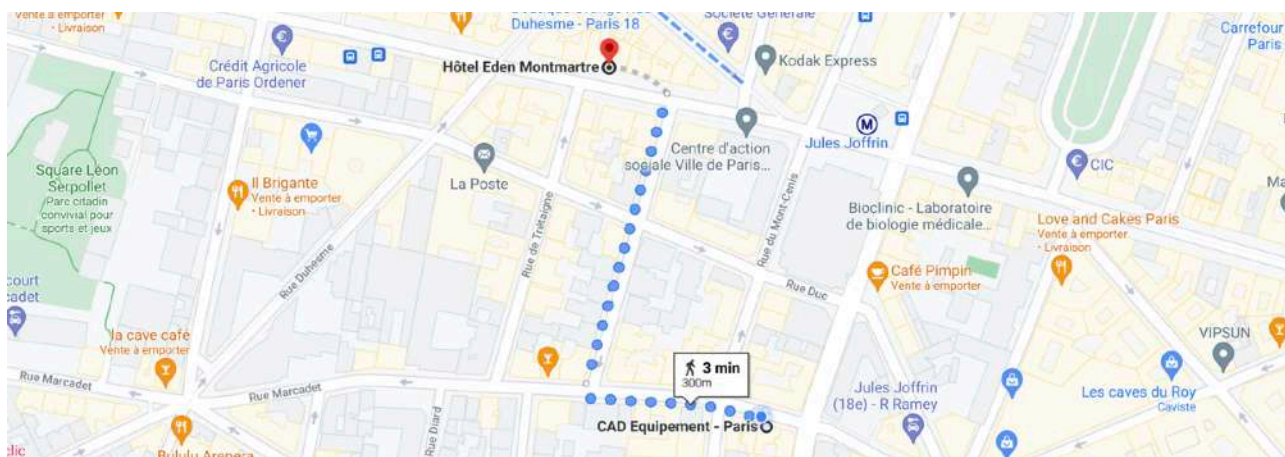 • Livraison
Duhesme - Paris 18
Société Générale
Carrefour
Paris
Crédit Agricole
de Paris Ordener
Hôtel Eden Montmartre
Kodak Express
M
Jules Joffrin
Centre d'action
sociale Ville de Paris...
CIC
Square Léon
Serpollet
Parc citadin
convivial pour
sports et jeux
Il Brigante
Vente à emporter
• Livraison
La Poste
Rue de Trétaigne
Rue du Mont-Cenis
Bioclinic - Laboratoire
de biologie médicale...
Love and Cakes Paris
Vente à emporter
• Livraison
Rue Duhesme
Rue Duc
Café Pimpin
Vente à emporter
court
cadet
la cave café
Vente à emporter
VIPSUN
Rue Marcadet
Rue Marcadet
3 min
300m
Rue Diard
Jules Joffrin
(18e) - R Ramey
Les caves du Roy
Caviste
CAD Equipement - Paris
Bululu Arepera
clic